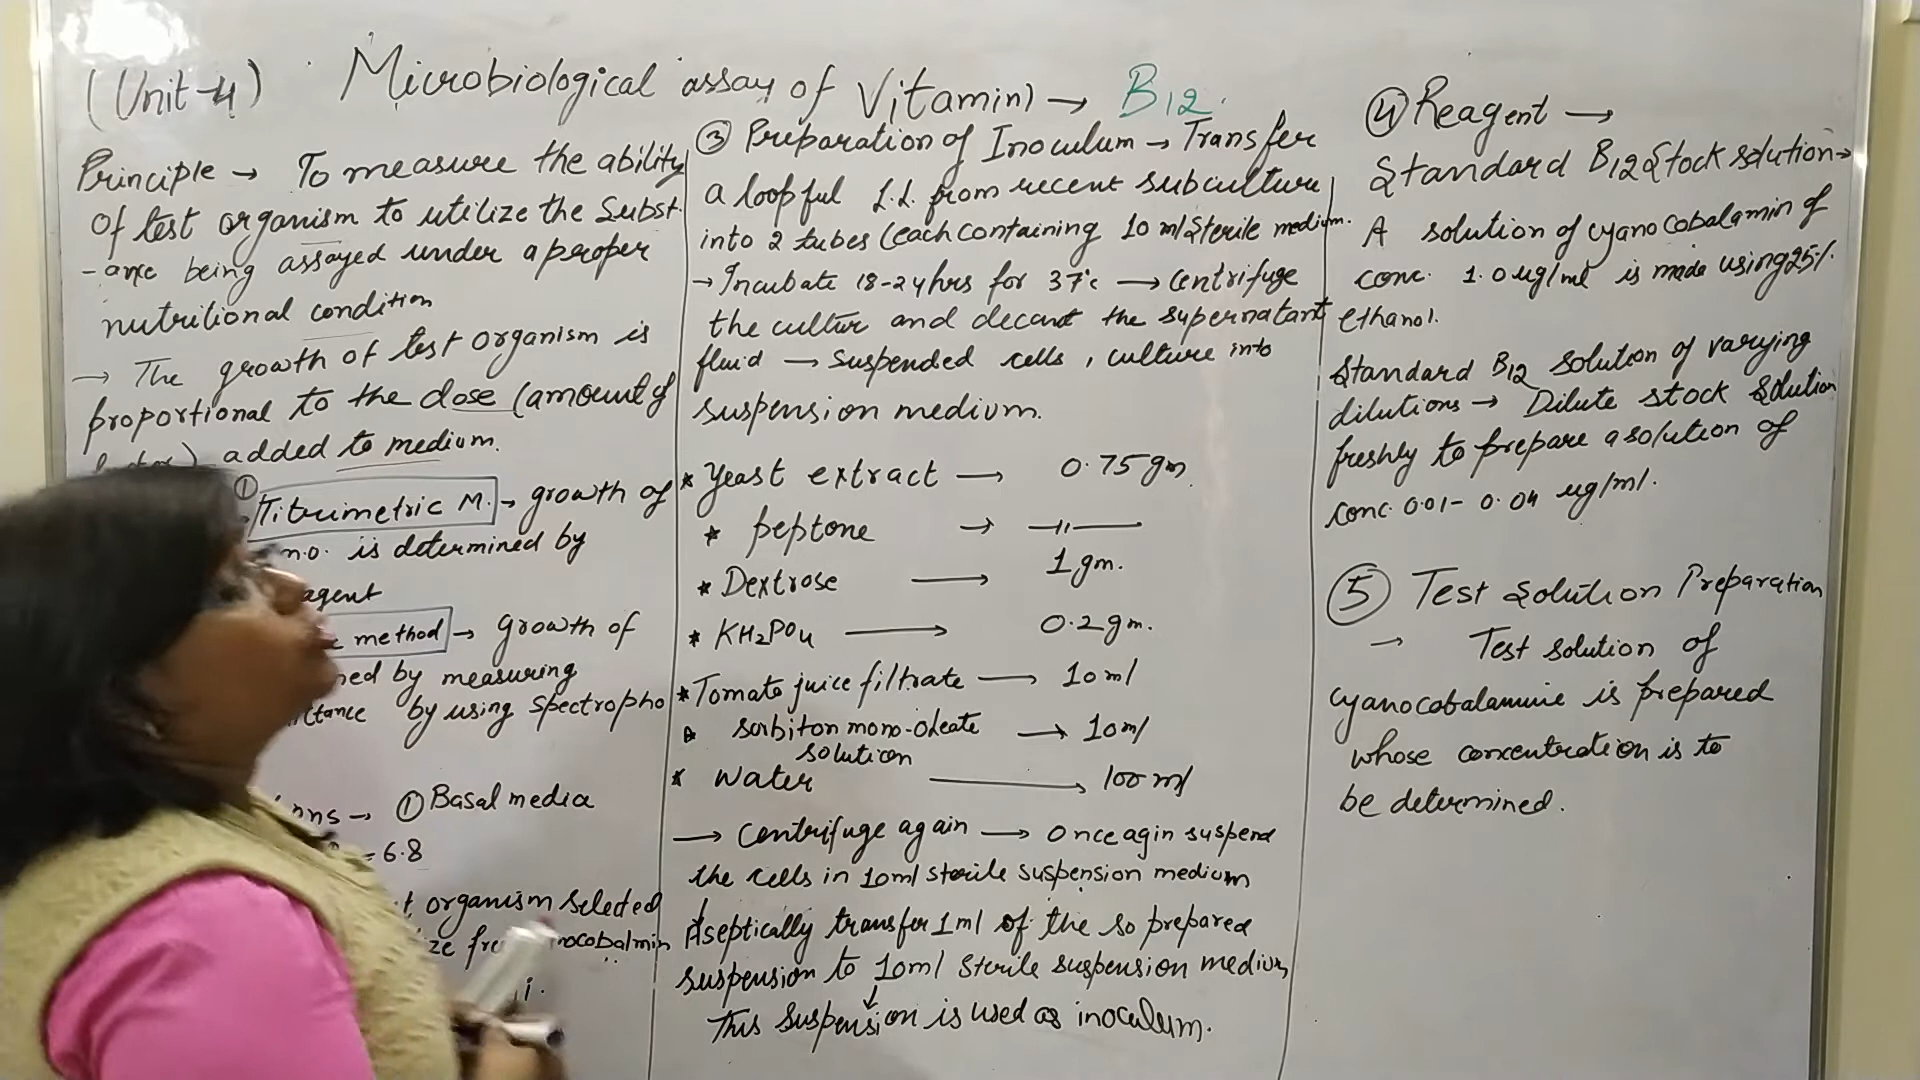 (Unit-4) Microbiological assay of Vitamin → B12.
Principle → To measure the ability
of test organism to utilize the Subst-
-ance being assayed under a proper
nutritional condition
→ The growth of test organism is
proportional to the dose (amount of
added to medium.
① Titrimetric M. → growth of
m.o. is determined by
agent
method → growth of
by measuring
by using Spectropho
① Basal media
= 6.8
organism Selected
③ Preparation of Inoculum → Transfer
a loopful L.L. from recent subculture
into 2 tubes (each containing 10 ml Sterile medium.
→ Incubate 18-24 hrs for 37°c → Centrifuge
the cultur and decant the supernatant
fluid → Suspended cells, culture into
suspension medium.
* Yeast extract → 0.75 gm
* peptone → —〃—
* Dextrose → 1 gm.
* KH2PO4 → 0.2 gm.
* Tomato juice filtrate → 10 ml
* sorbiton mono-oleate → 10 ml
solution
* water → 100 ml
→ Centrifuge again → Once agin suspend
the cells in 10 ml sterile suspension medium
↓
Aseptically transfer 1 ml of the so prepared
suspension to 10 ml sterile suspension medium
↓
This suspension is used as inoculum.
④ Reagent →
Standard B12 Stock solution →
A solution of cyanocobalamin of
conc. 1.0 ug/ml is made using 25%
ethanol.
Standard B12 solution of varying
dilutions → Dilute stock Solution
freshly to prepare a solution of
conc. 0.01 - 0.04 ug/ml.
⑤ Test Solution Preparation
→ Test solution of
cyanocobalamine is prepared
whose concentration is to
be determined.